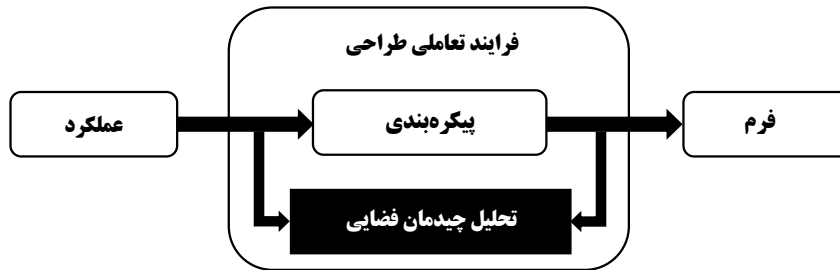 فرایند تعاملی طراحی
عملکرد
پیکره‌بندی
فرم
تحلیل چیدمان فضایی